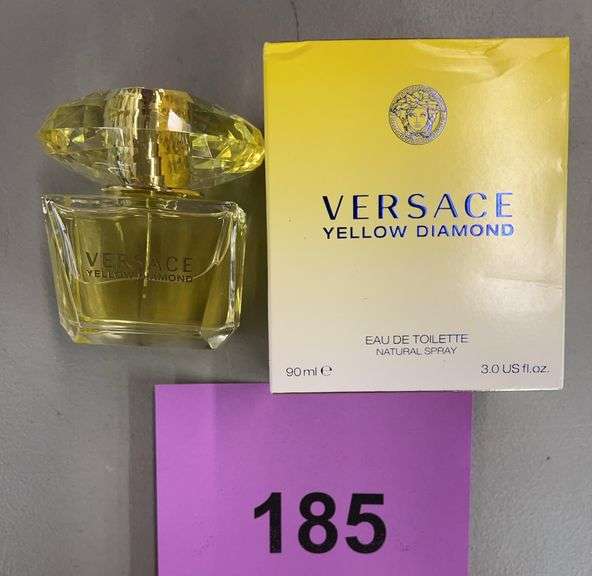 VERSACE
YELLOW DIAMOND
VERSACE
YELLOW DIAMOND
EAU DE TOILETTE
NATURAL SPRAY
90 ml ℮ 3.0 US fl.oz.
185